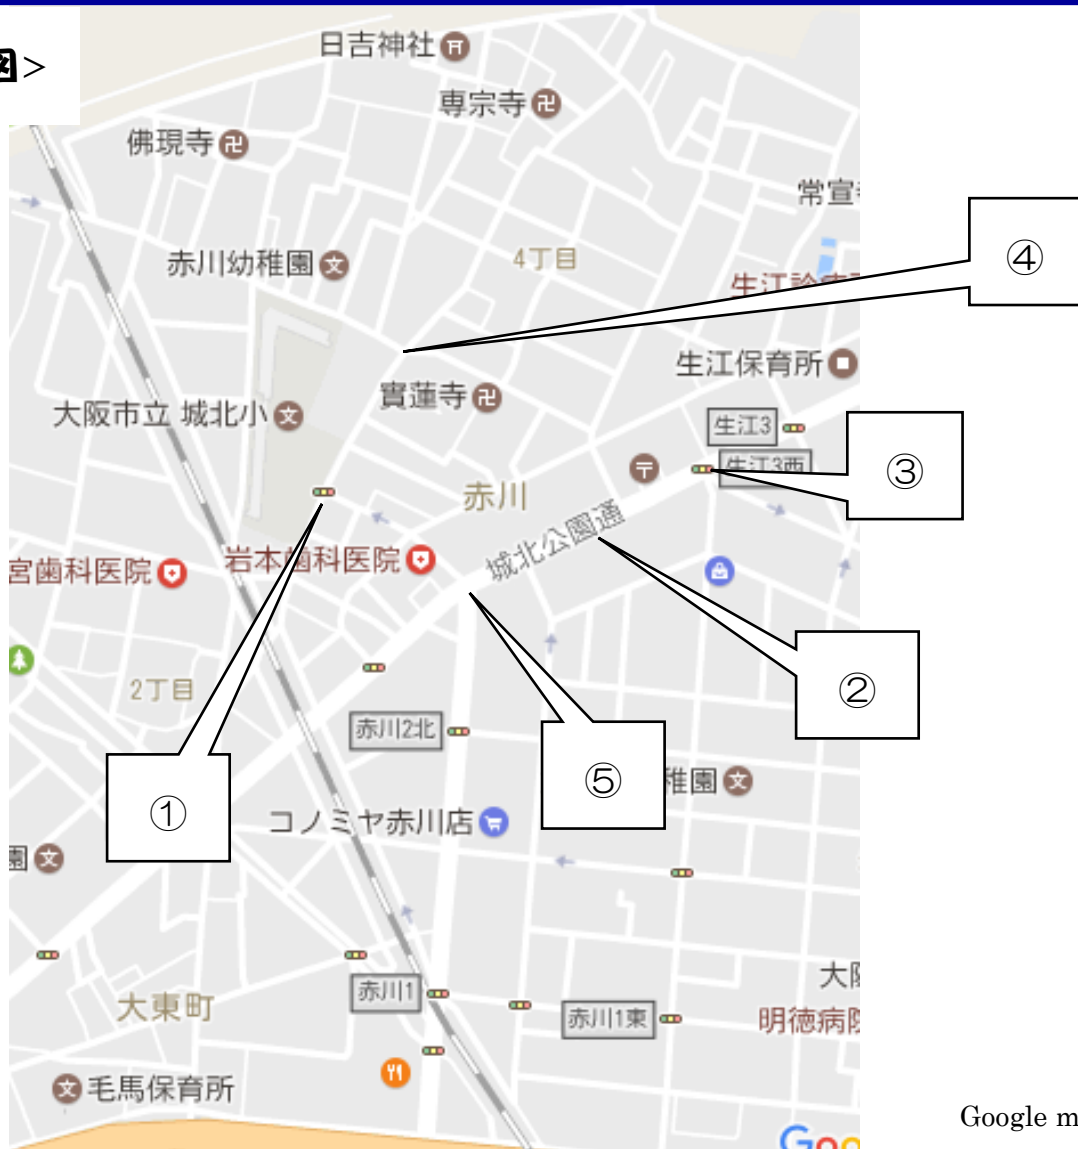 図>
日吉神社
専宗寺
佛現寺
常宣
④
赤川幼稚園
4丁目
實蓮寺
生江保育所
大阪市立 城北小
生江3
生江3西
③
赤川
城北公園通
岩本歯科医院
宮歯科医院
②
2丁目
赤川2北
⑤
稚園
①
コノミヤ赤川店
園
大東町
赤川1
赤川1東
明徳病院
毛馬保育所
Google m
Goo